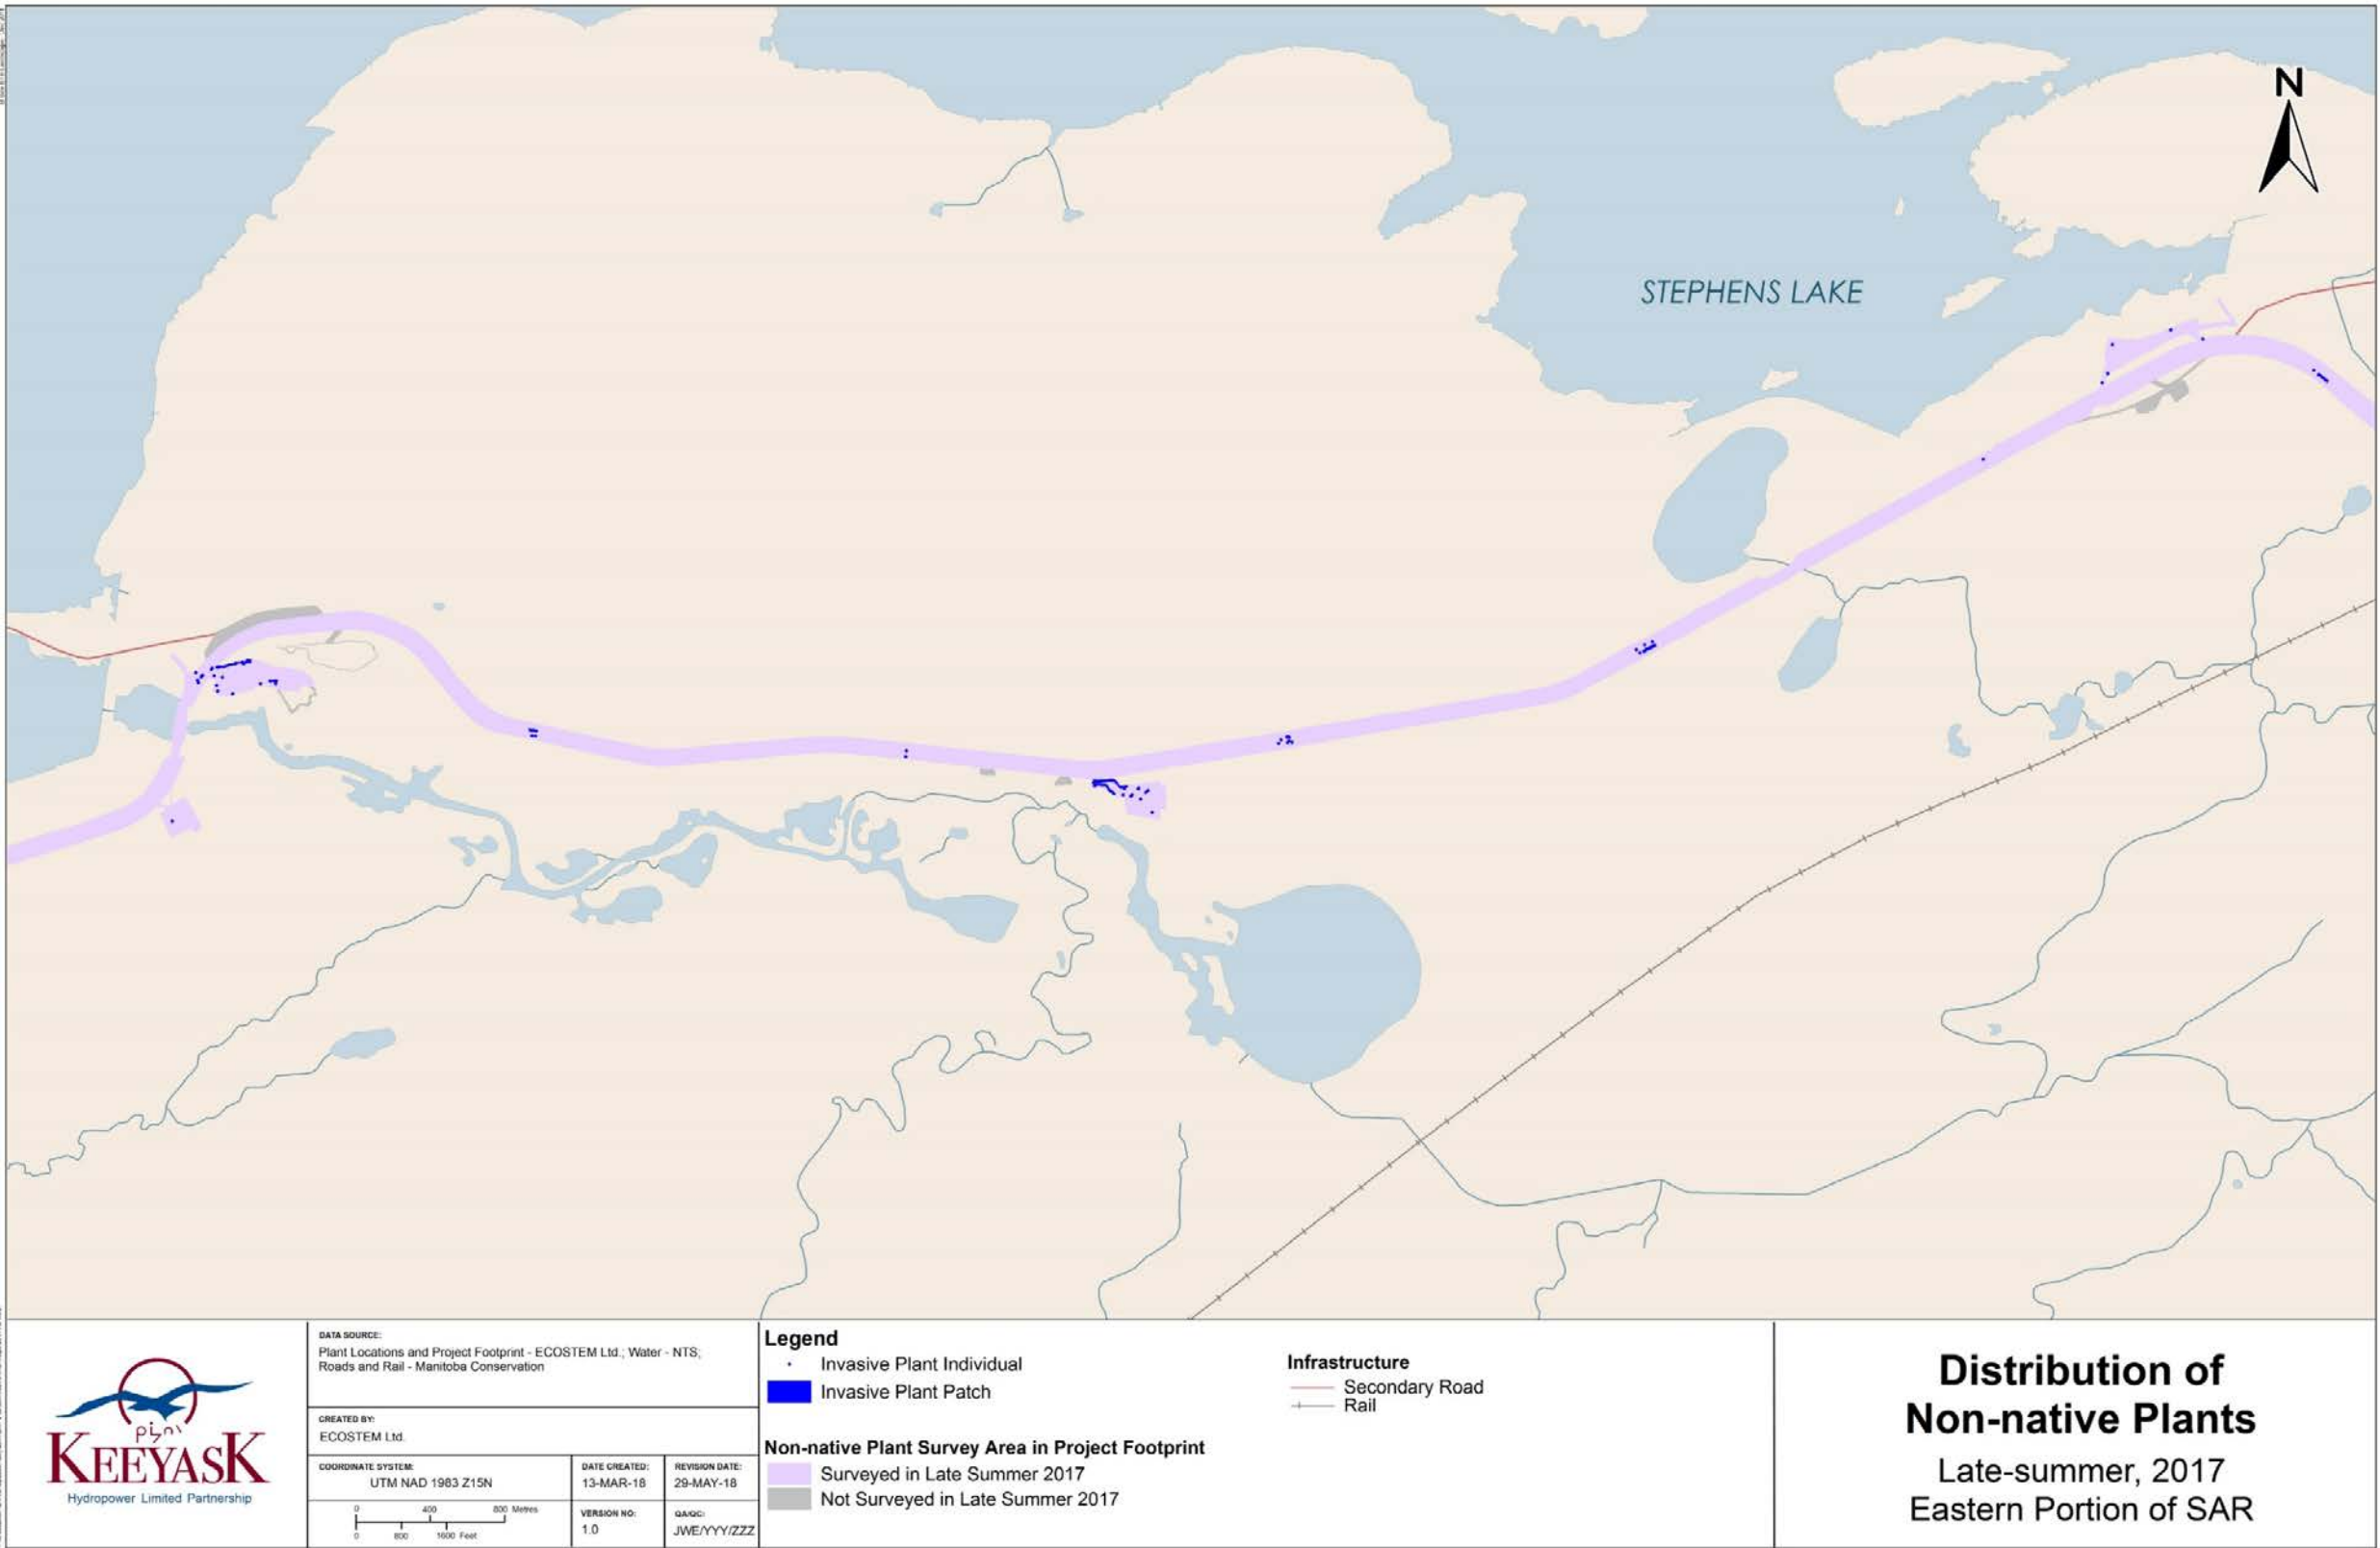 N
STEPHENS LAKE
KEEYASK
Hydropower Limited Partnership
DATA SOURCE:
Plant Locations and Project Footprint - ECOSTEM Ltd.; Water - NTS;
Roads and Rail - Manitoba Conservation
CREATED BY:
ECOSTEM Ltd.
COORDINATE SYSTEM:
UTM NAD 1983 Z15N
DATE CREATED:
13-MAR-18
REVISION DATE:
29-MAY-18
0 400 800 Metres
0 800 1600 Feet
VERSION NO:
1.0
QA/QC:
JWE/YYY/ZZZ
Legend
Invasive Plant Individual
Invasive Plant Patch
Non-native Plant Survey Area in Project Footprint
Surveyed in Late Summer 2017
Not Surveyed in Late Summer 2017
Infrastructure
Secondary Road
Rail
Distribution of
Non-native Plants
Late-summer, 2017
Eastern Portion of SAR